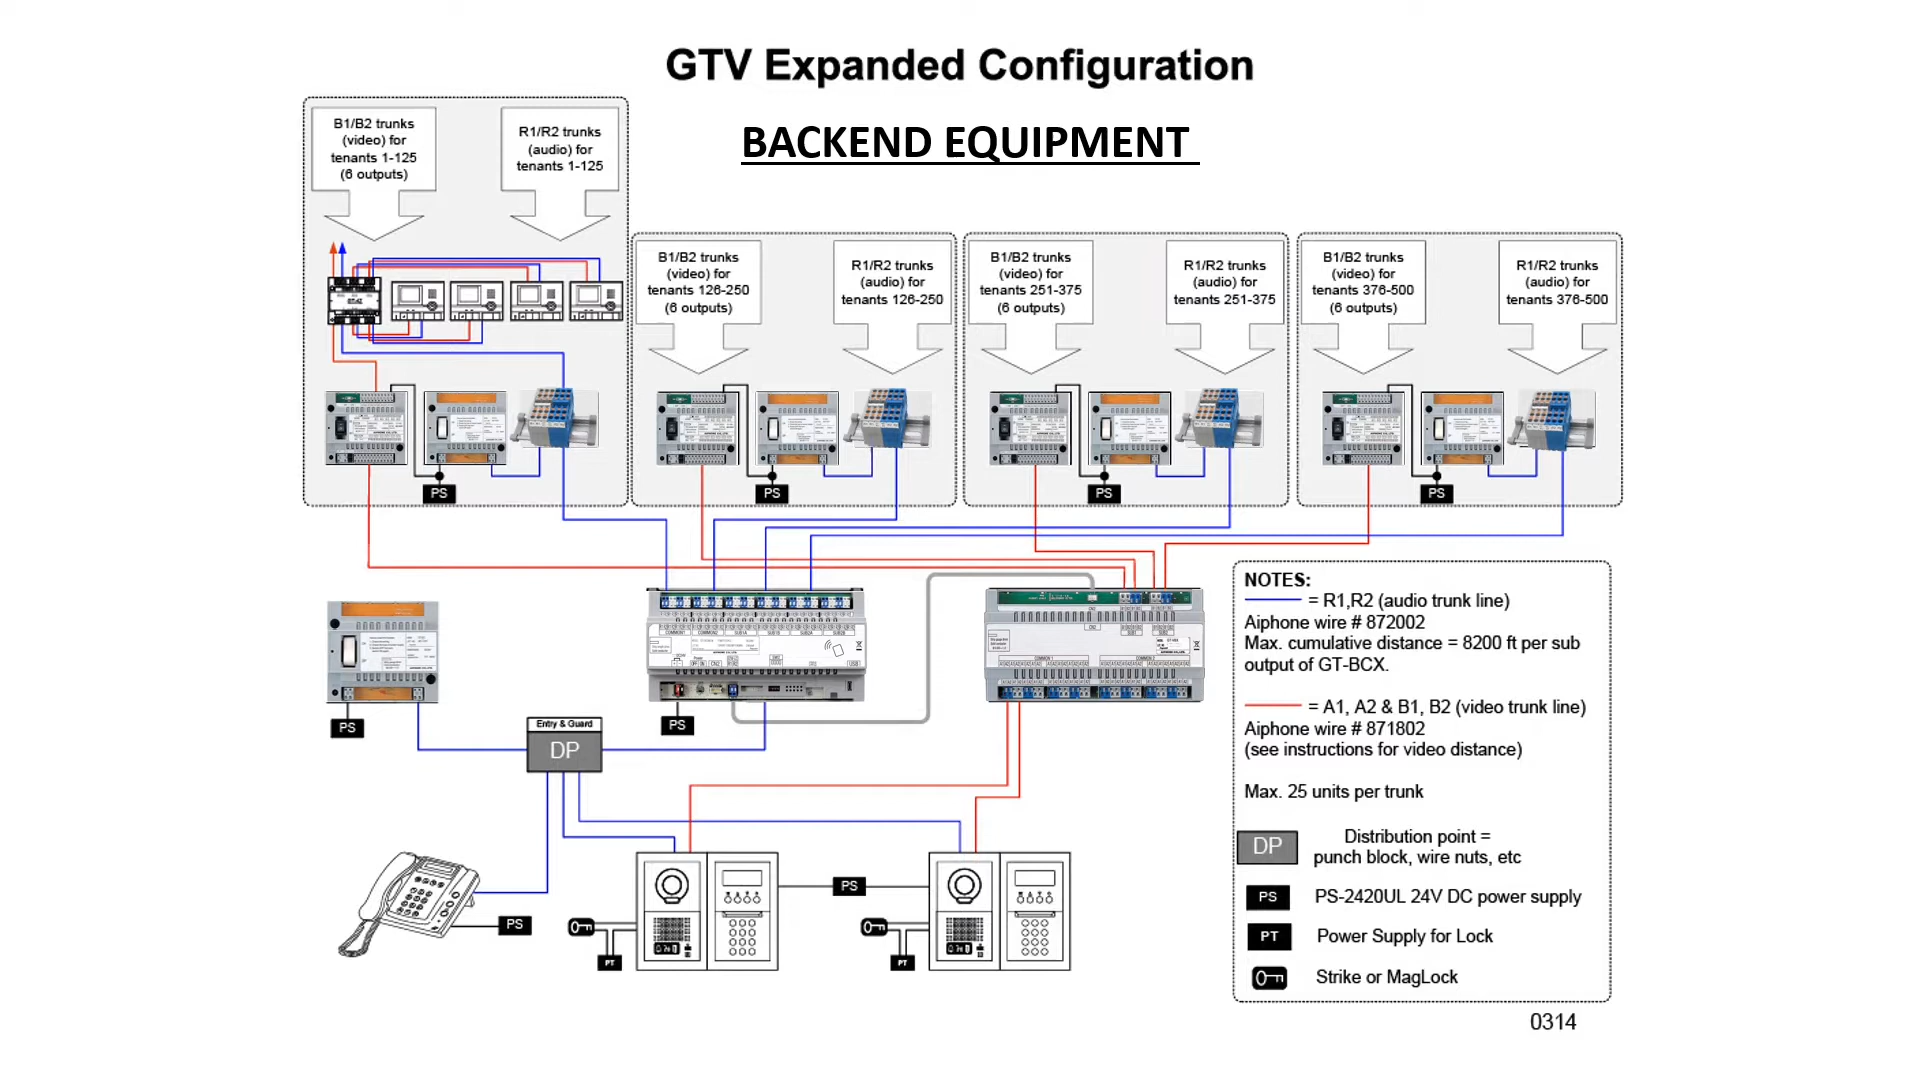 GTV Expanded Configuration
BACKEND EQUIPMENT
B1/B2 trunks
(video) for
tenants 1-125
(6 outputs)
R1/R2 trunks
(audio) for
tenants 1-125
B1/B2 trunks
(video) for
tenants 126-250
(6 outputs)
R1/R2 trunks
(audio) for
tenants 126-250
B1/B2 trunks
(video) for
tenants 251-375
(6 outputs)
R1/R2 trunks
(audio) for
tenants 251-375
B1/B2 trunks
(video) for
tenants 376-500
(6 outputs)
R1/R2 trunks
(audio) for
tenants 376-500
PS
PS
PS
PS
PS
PS
Entry & Guard
DP
PS
PS
PT
PT
NOTES:
= R1,R2 (audio trunk line)
Aiphone wire # 872002
Max. cumulative distance = 8200 ft per sub
output of GT-BCX.
= A1, A2 & B1, B2 (video trunk line)
Aiphone wire # 871802
(see instructions for video distance)
Max. 25 units per trunk
DP
Distribution point =
punch block, wire nuts, etc
PS
PS-2420UL 24V DC power supply
PT
Power Supply for Lock
Strike or MagLock
0314